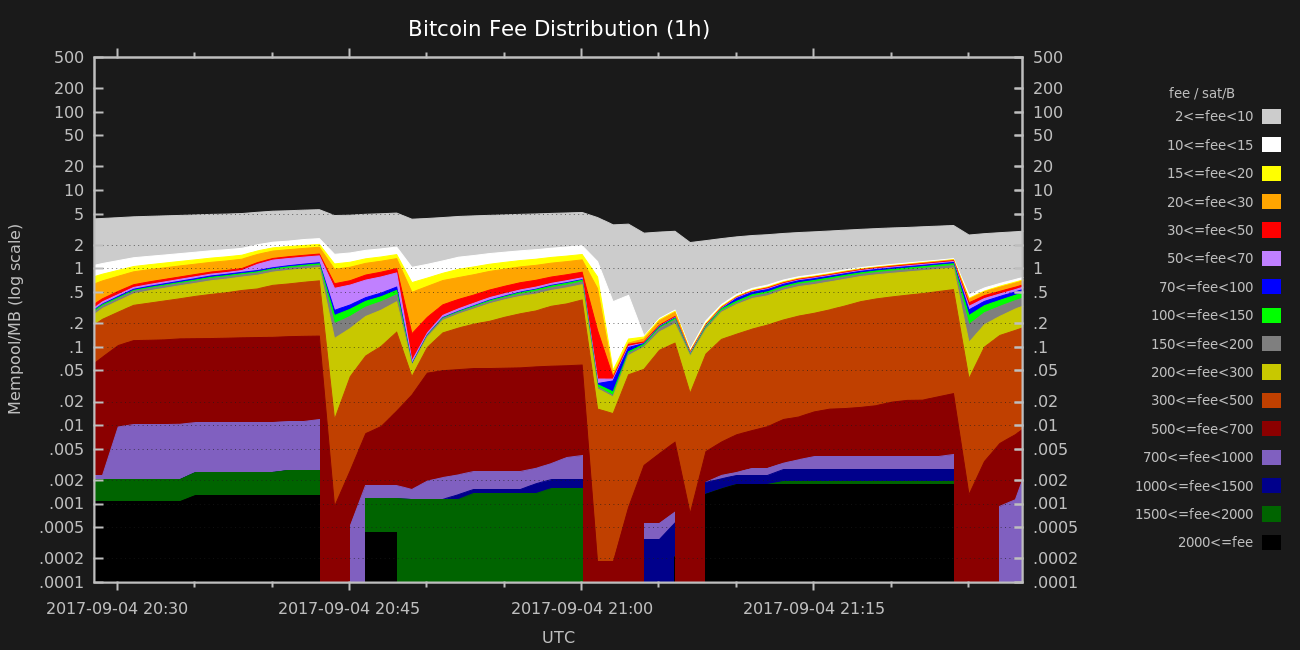 Bitcoin Fee Distribution (1h)
500
200
100
50
20
10
5
2
1
.5
.2
.1
.05
.02
.01
.005
.002
.001
.0005
.0002
.0001
Mempool/MB (log scale)
500
200
100
50
20
10
5
2
1
.5
.2
.1
.05
.02
.01
.005
.002
.001
.0005
.0002
.0001
2017-09-04 20:30
2017-09-04 20:45
2017-09-04 21:00
2017-09-04 21:15
UTC
fee / sat/B
2<=fee<10
10<=fee<15
15<=fee<20
20<=fee<30
30<=fee<50
50<=fee<70
70<=fee<100
100<=fee<150
150<=fee<200
200<=fee<300
300<=fee<500
500<=fee<700
700<=fee<1000
1000<=fee<1500
1500<=fee<2000
2000<=fee